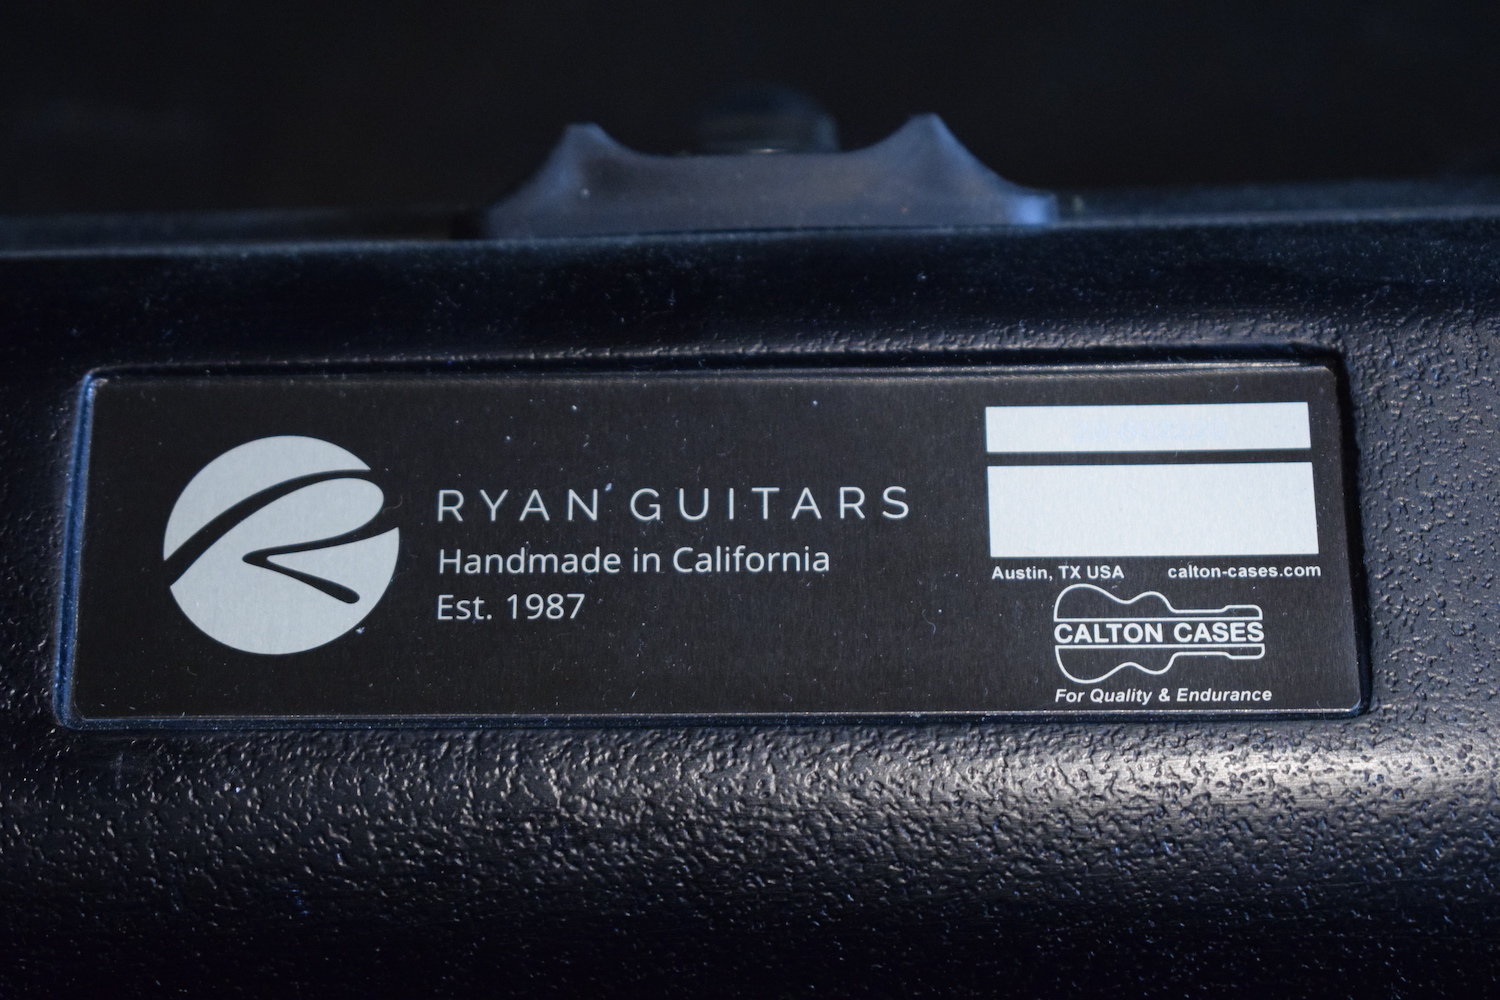 RYAN GUITARS
Handmade in California
Est. 1987
Austin, TX USA calton-cases.com
CALTON CASES
For Quality & Endurance